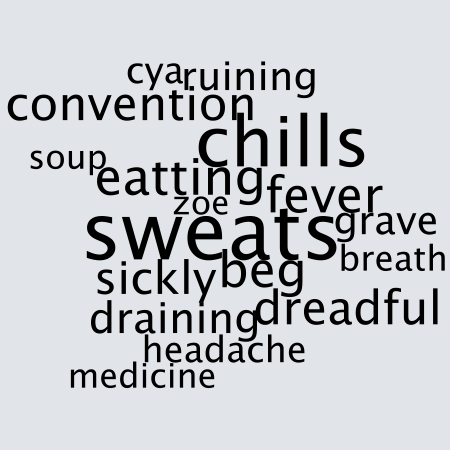 cya ruining
convention
chills
soup
eatting
fever
zoe
grave
sweats
breath
sickly beg
draining dreadful
headache
medicine